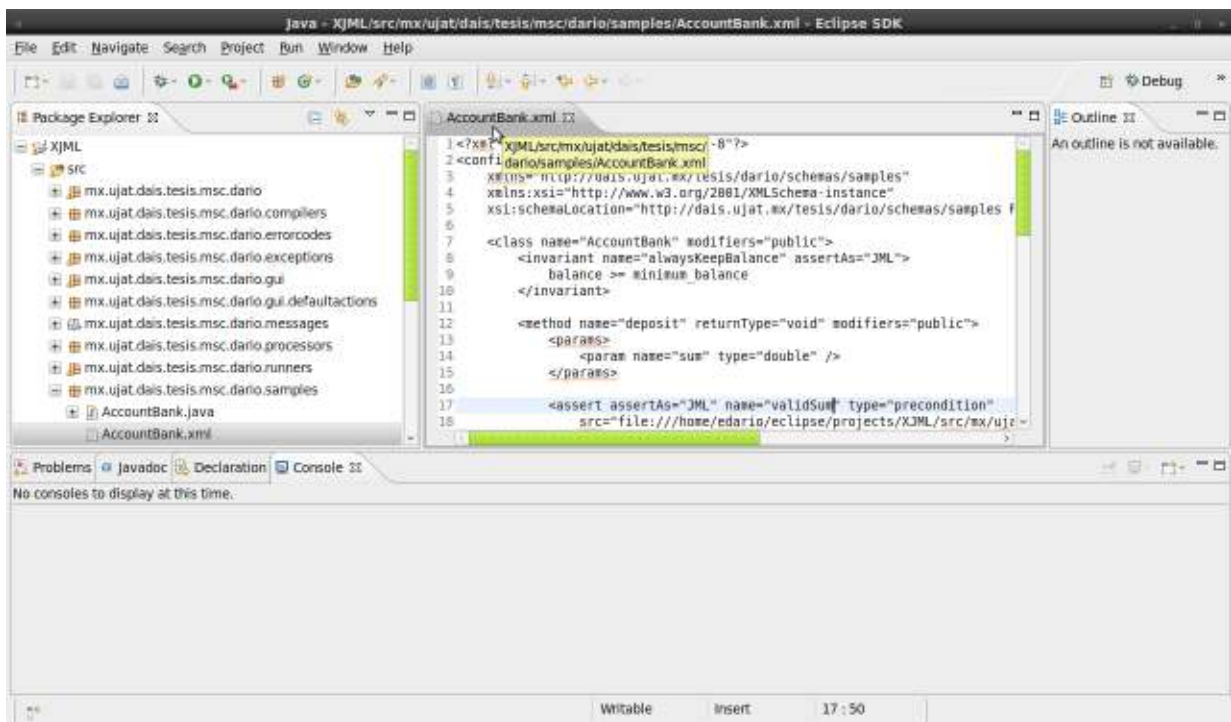 Java - XJML/src/mx/ujat/dais/tesis/msc/dario/samples/AccountBank.xml - Eclipse SDK
File Edit Navigate Search Project Run Window Help
Debug
Package Explorer
AccountBank.xml
Outline
XJML
src
mx.ujat.dais.tesis.msc.dario
mx.ujat.dais.tesis.msc.dario.compilers
mx.ujat.dais.tesis.msc.dario.errorcodes
mx.ujat.dais.tesis.msc.dario.exceptions
mx.ujat.dais.tesis.msc.dario.gui
mx.ujat.dais.tesis.msc.dario.gui.defaultactions
mx.ujat.dais.tesis.msc.dario.messages
mx.ujat.dais.tesis.msc.dario.processors
mx.ujat.dais.tesis.msc.dario.runners
mx.ujat.dais.tesis.msc.dario.samples
AccountBank.java
AccountBank.xml
XJML/src/mx/ujat/dais/tesis/msc/
dario/samples/AccountBank.xml
1 <?xml -8"?>
2 <confi
3 xmlns="http://dais.ujat.mx/tesis/dario/schemas/samples"
4 xmlns:xsi="http://www.w3.org/2001/XMLSchema-instance"
5 xsi:schemaLocation="http://dais.ujat.mx/tesis/dario/schemas/samples f
6
7 <class name="AccountBank" modifiers="public">
8 <invariant name="alwaysKeepBalance" assertAs="JML">
9 balance >= minimum_balance
10 </invariant>
11
12 <method name="deposit" returnType="void" modifiers="public">
13 <params>
14 <param name="sum" type="double" />
15 </params>
16
17 <assert assertAs="JML" name="validSum" type="precondition"
18 src="file:///home/edario/eclipse/projects/XJML/src/mx/uja
An outline is not available.
Problems Javadoc Declaration Console
No consoles to display at this time.
Writable Insert 17 : 50